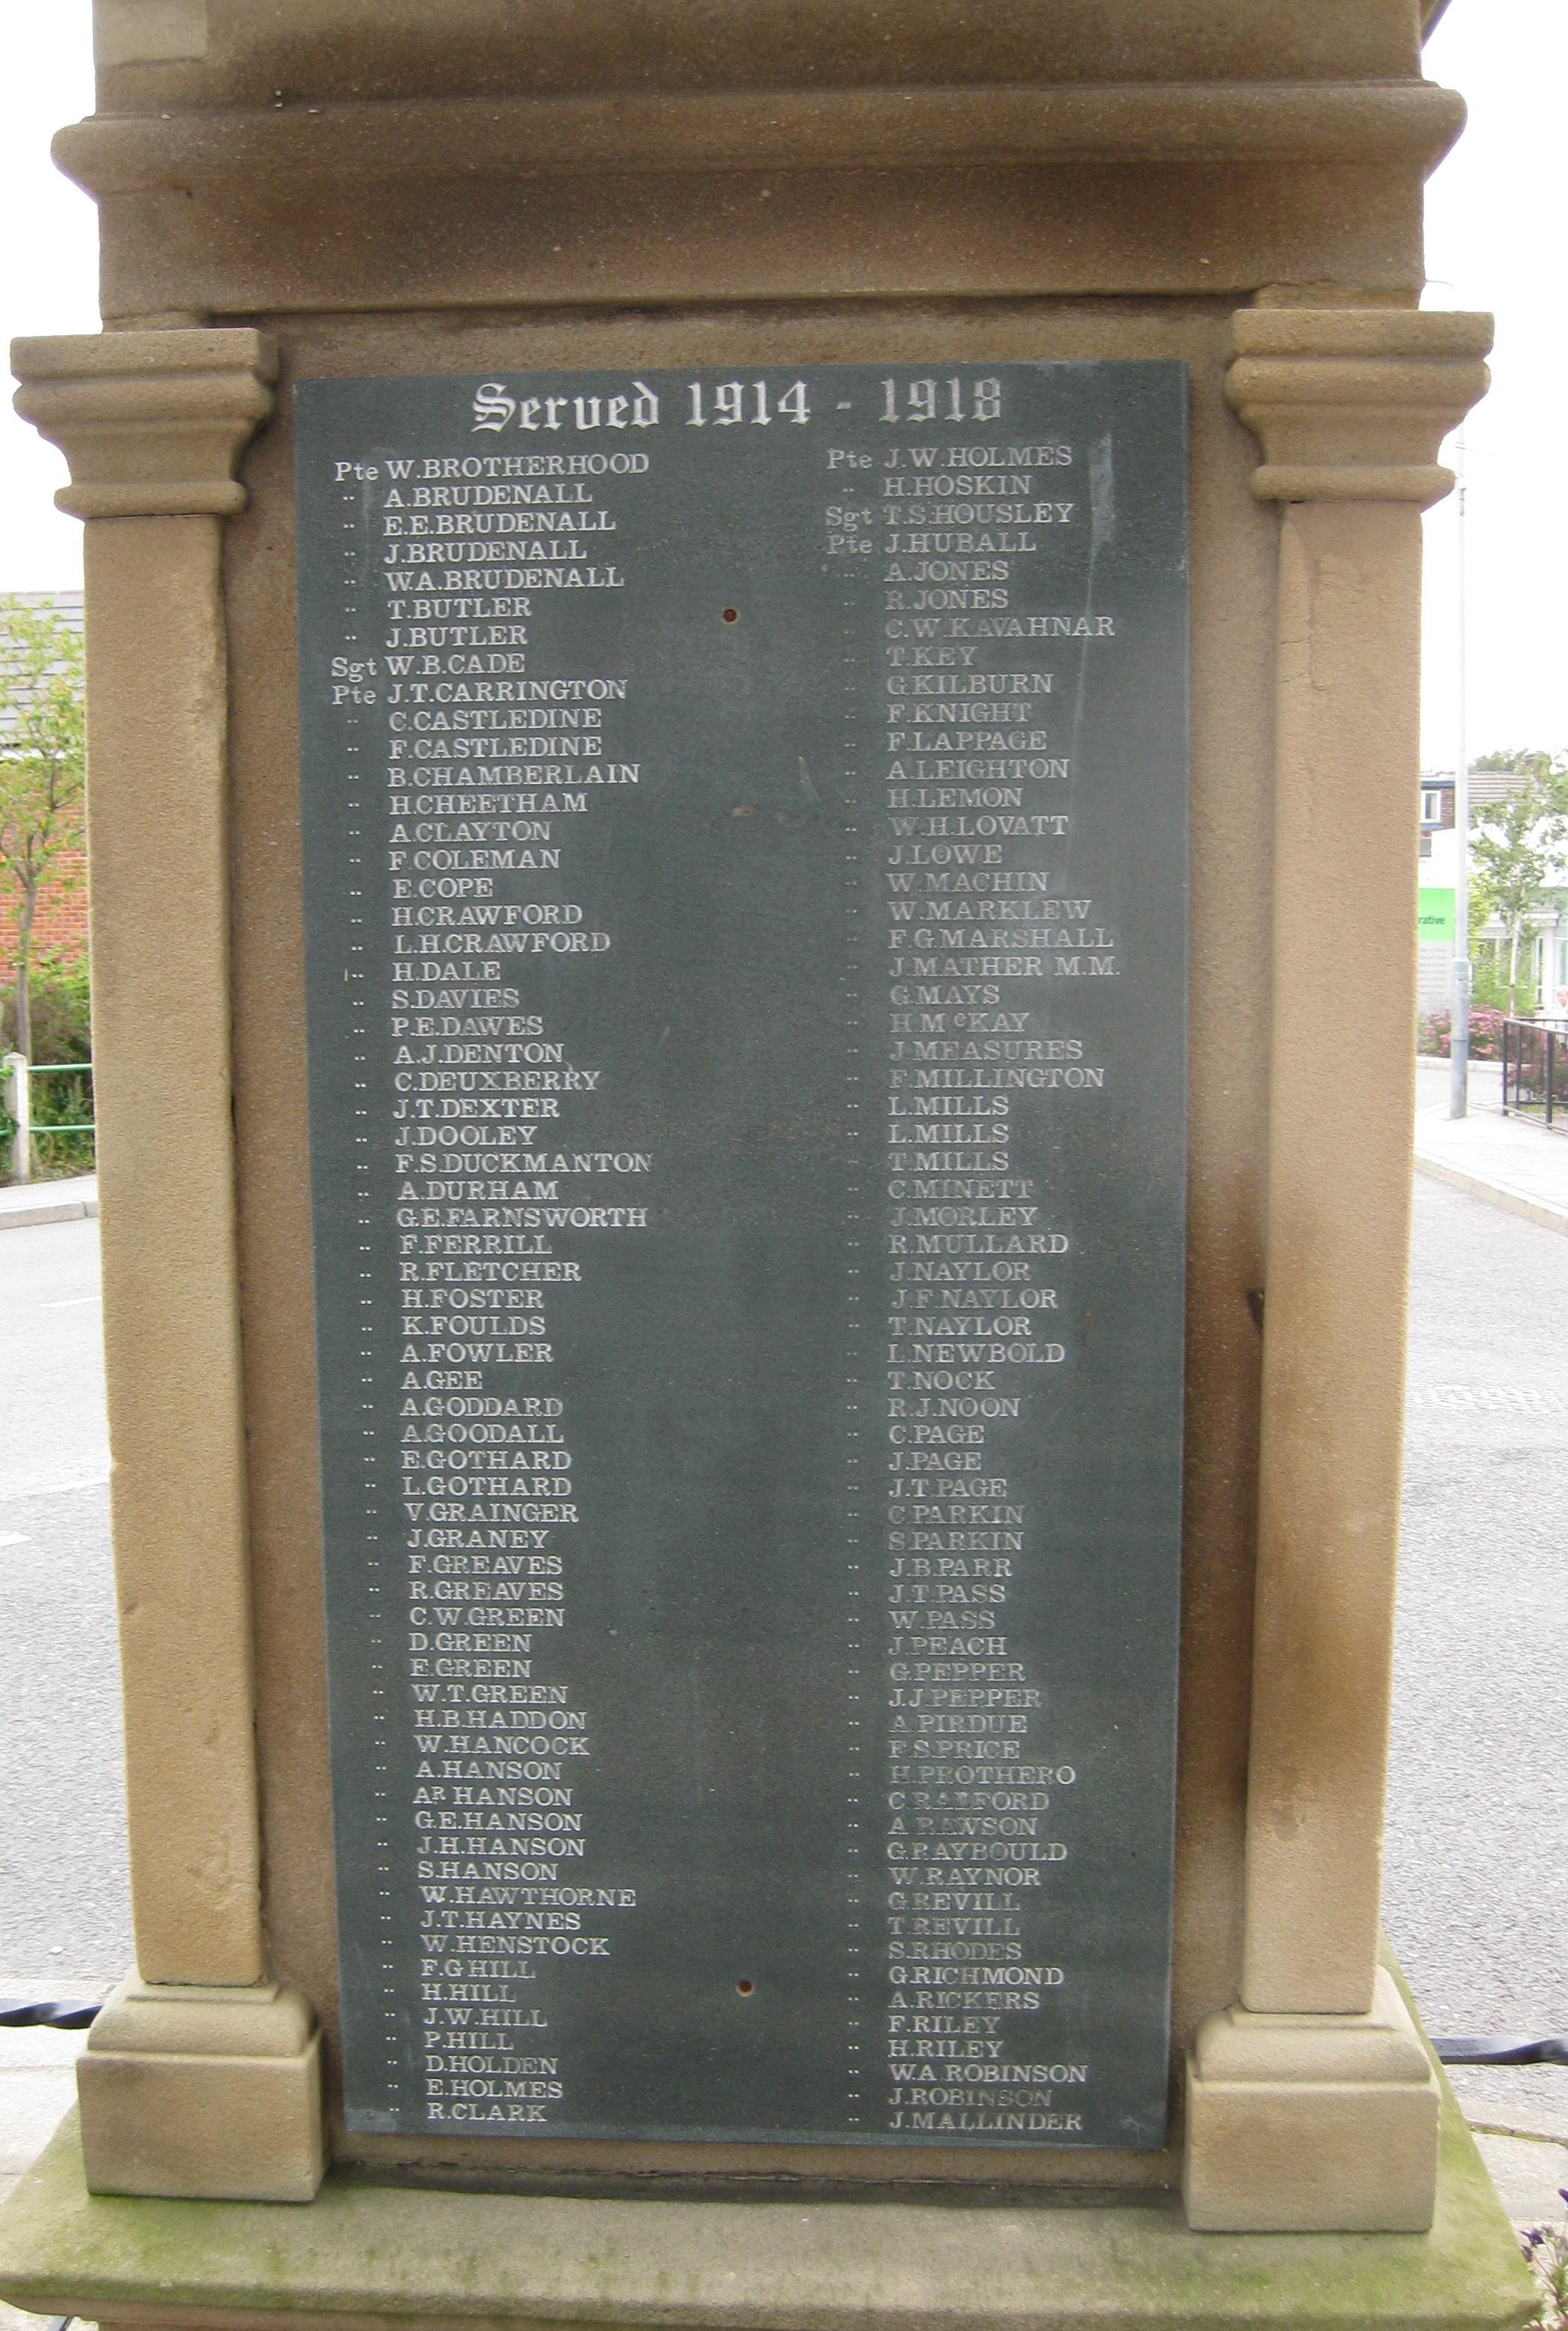 Served 1914 - 1918
Pte W.BROTHERHOOD
" A.BRUDENALL
" E.E.BRUDENALL
" J.BRUDENALL
" W.A.BRUDENALL
" T.BUTLER
" J.BUTLER
Sgt W.B.CADE
Pte J.T.CARRINGTON
" C.CASTLEDINE
" F.CASTLEDINE
" B.CHAMBERLAIN
" H.CHEETHAM
" A.CLAYTON
" F.COLEMAN
" E.COPE
" H.CRAWFORD
" L.H.CRAWFORD
" H.DALE
" S.DAVIES
" P.E.DAWES
" A.J.DENTON
" C.DEUXBERRY
" J.T.DEXTER
" J.DOOLEY
" F.S.DUCKMANTON
" A.DURHAM
" G.E.FARNSWORTH
" F.FERRILL
" R.FLETCHER
" H.FOSTER
" K.FOULDS
" A.FOWLER
" A.GEE
" A.GODDARD
" A.GOODALL
" E.GOTHARD
" L.GOTHARD
" V.GRAINGER
" J.GRANEY
" F.GREAVES
" R.GREAVES
" C.W.GREEN
" D.GREEN
" E.GREEN
" W.T.GREEN
" H.B.HADDON
" W.HANCOCK
" A.HANSON
" AR HANSON
" G.E.HANSON
" J.H.HANSON
" S.HANSON
" W.HAWTHORNE
" J.T.HAYNES
" W.HENSTOCK
" F.G HILL
" H.HILL
" J.W.HILL
" P.HILL
" D.HOLDEN
" E.HOLMES
" R.CLARK
Pte J.W.HOLMES
" H.HOSKIN
Sgt T.S.HOUSLEY
Pte J.HUBALL
" A.JONES
" R.JONES
" C.W.KAVAHNAR
" T.KEY
" G.KILBURN
" F.KNIGHT
" F.LAPPAGE
" A.LEIGHTON
" H.LEMON
" W.H.LOVATT
" J.LOWE
" W.MACHIN
" W.MARKLEW
" F.G.MARSHALL
" J.MATHER M.M.
" G.MAYS
" H McKAY
" J.MEASURES
" F.MILLINGTON
" L.MILLS
" L.MILLS
" T.MILLS
" C.MINETT
" J.MORLEY
" R.MULLARD
" J.NAYLOR
" J.F.NAYLOR
" T.NAYLOR
" L.NEWBOLD
" T.NOCK
" R.J.NOON
" C.PAGE
" J.PAGE
" J.T.PAGE
" C.PARKIN
" S.PARKIN
" J.B.PARR
" J.T.PASS
" W.PASS
" J.PEACH
" G.PEPPER
" J.J.PEPPER
" A.PIRDUE
" F.S.PRICE
" H.PROTHERO
" C.RADFORD
" A.RAWSON
" G.RAYBOULD
" W.RAYNOR
" G.REVILL
" T.REVILL
" S.RHODES
" G.RICHMOND
" A.RICKERS
" F.RILEY
" H.RILEY
" W.A.ROBINSON
" J.ROBINSON
" J.MALLINDER
rative